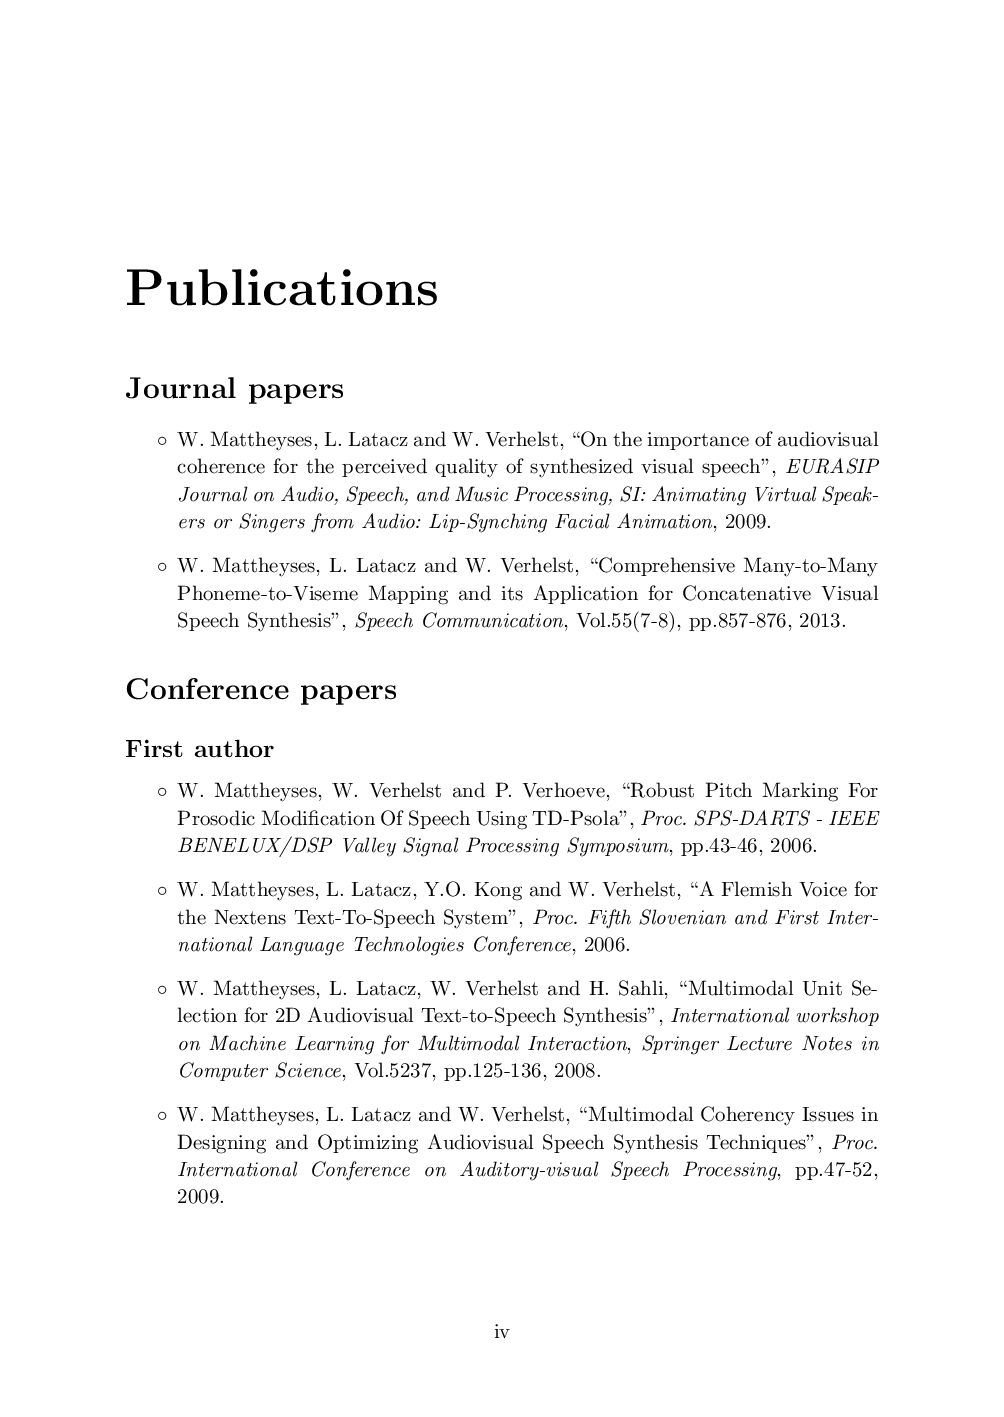 Publications
Journal papers
◦ W. Mattheyses, L. Latacz and W. Verhelst, “On the importance of audiovisual
coherence for the perceived quality of synthesized visual speech”, EURASIP
Journal on Audio, Speech, and Music Processing, SI: Animating Virtual Speak-
ers or Singers from Audio: Lip-Synching Facial Animation, 2009.
◦ W. Mattheyses, L. Latacz and W. Verhelst, “Comprehensive Many-to-Many
Phoneme-to-Viseme Mapping and its Application for Concatenative Visual
Speech Synthesis”, Speech Communication, Vol.55(7-8), pp.857-876, 2013.
Conference papers
First author
◦ W. Mattheyses, W. Verhelst and P. Verhoeve, “Robust Pitch Marking For
Prosodic Modification Of Speech Using TD-Psola”, Proc. SPS-DARTS - IEEE
BENELUX/DSP Valley Signal Processing Symposium, pp.43-46, 2006.
◦ W. Mattheyses, L. Latacz, Y.O. Kong and W. Verhelst, “A Flemish Voice for
the Nextens Text-To-Speech System”, Proc. Fifth Slovenian and First Inter-
national Language Technologies Conference, 2006.
◦ W. Mattheyses, L. Latacz, W. Verhelst and H. Sahli, “Multimodal Unit Se-
lection for 2D Audiovisual Text-to-Speech Synthesis”, International workshop
on Machine Learning for Multimodal Interaction, Springer Lecture Notes in
Computer Science, Vol.5237, pp.125-136, 2008.
◦ W. Mattheyses, L. Latacz and W. Verhelst, “Multimodal Coherency Issues in
Designing and Optimizing Audiovisual Speech Synthesis Techniques”, Proc.
International Conference on Auditory-visual Speech Processing, pp.47-52,
2009.
iv